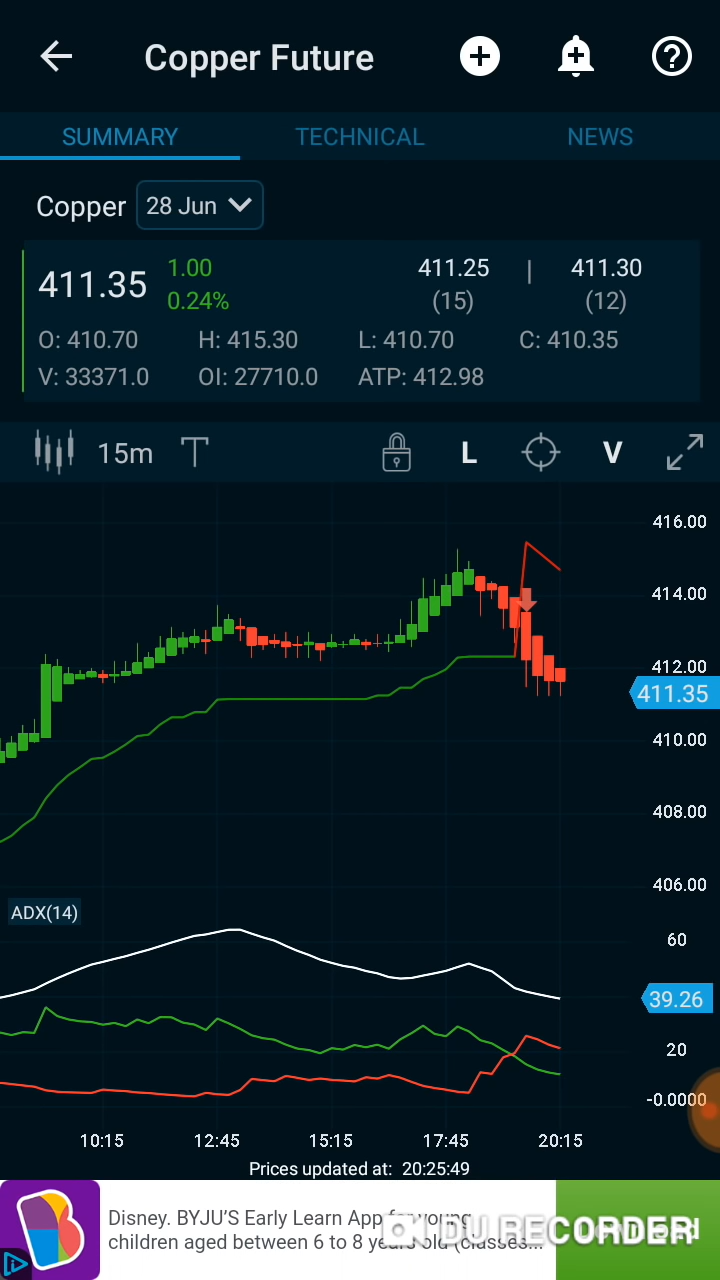 Copper Future
SUMMARY TECHNICAL NEWS
Copper 28 Jun
411.35 1.00 0.24% 411.25 | 411.30
(15) (12)
O: 410.70 H: 415.30 L: 410.70 C: 410.35
V: 33371.0 OI: 27710.0 ATP: 412.98
15m T L V
416.00
414.00
412.00
411.35
410.00
408.00
406.00
ADX(14)
60
39.26
20
-0.0000
10:15 12:45 15:15 17:45 20:15
Prices updated at: 20:25:49
Disney. BYJU'S Early Learn App for young
children aged between 6 to 8 years old (classes...
DU RECORDER